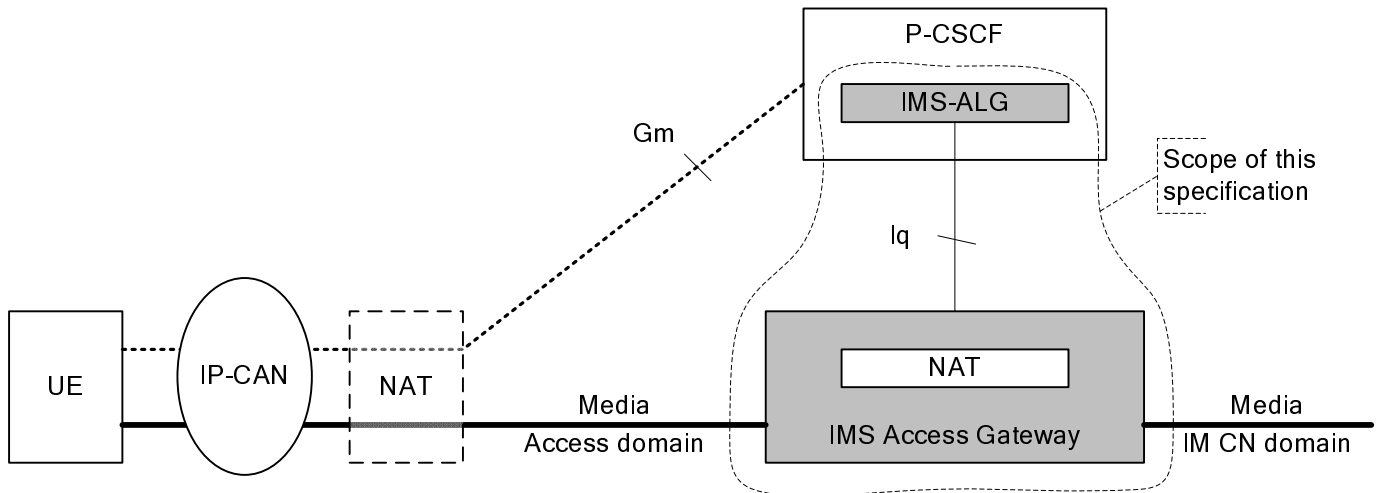 P-CSCF
IMS-ALG
Gm
Scope of this
specification
Iq
UE
IP-CAN
NAT
NAT
Media
Access domain
IMS Access Gateway
Media
IM CN domain